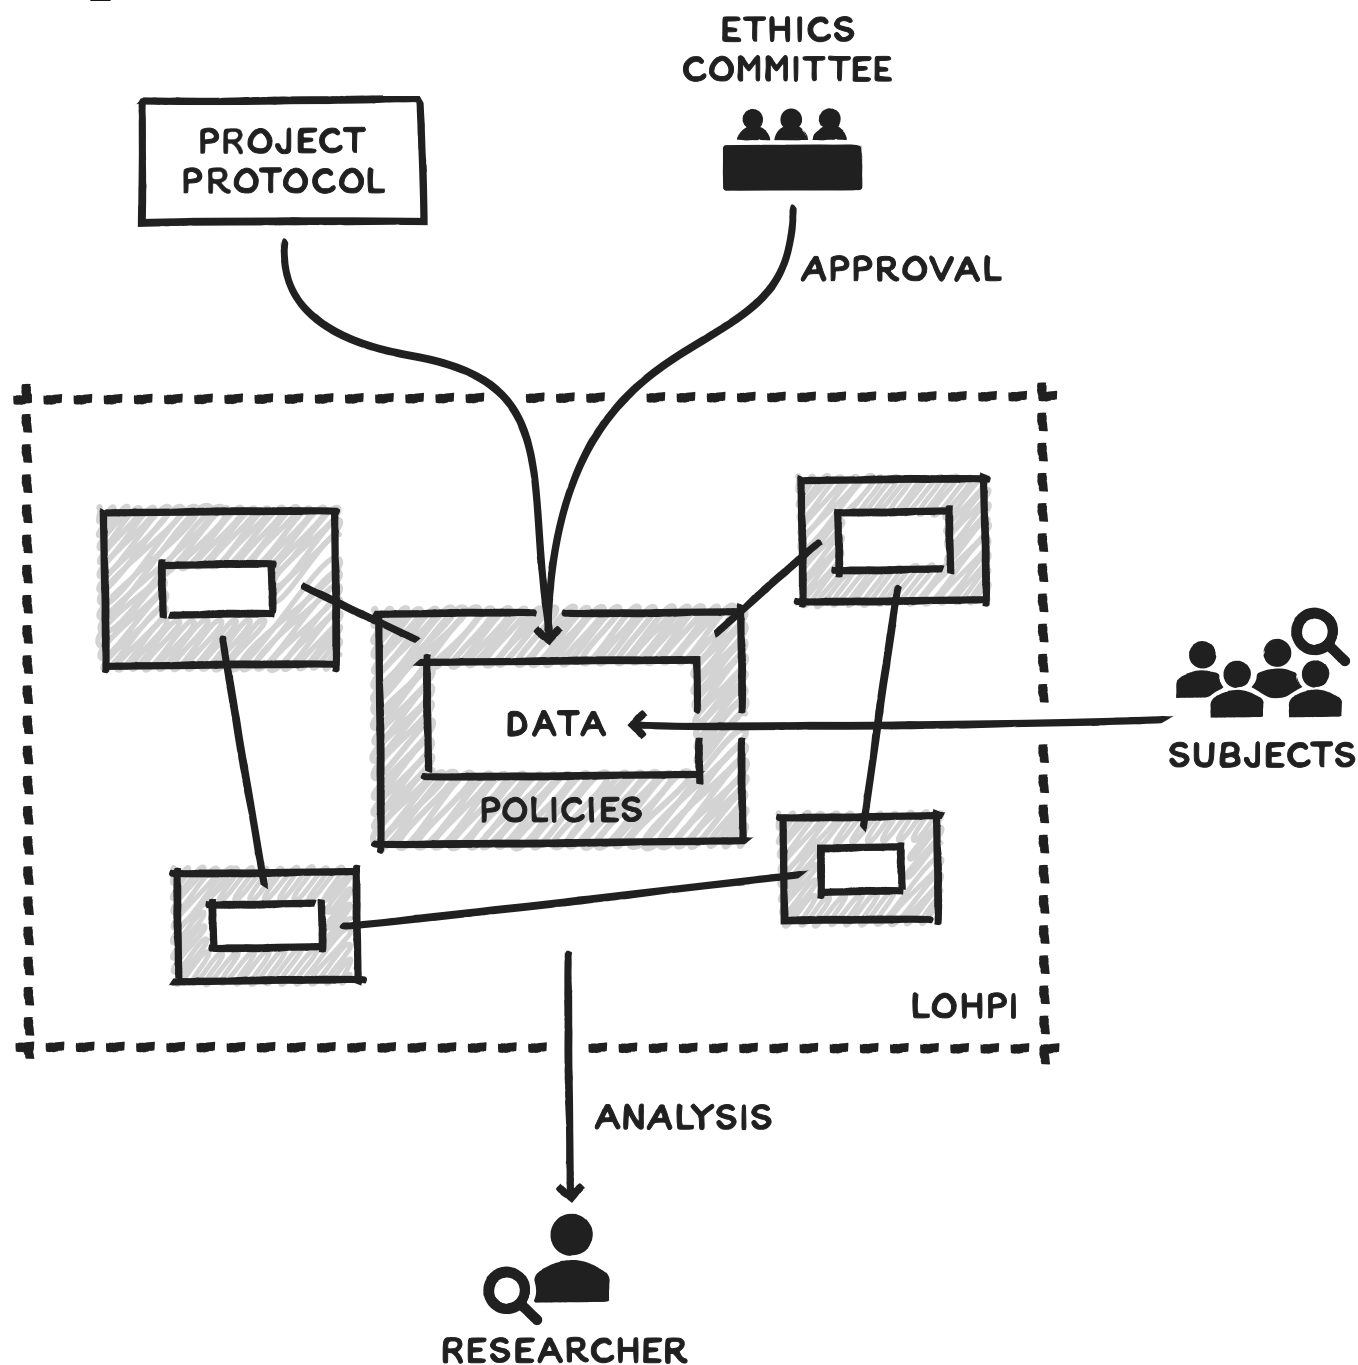 ETHICS
COMMITTEE
PROJECT
PROTOCOL
APPROVAL
DATA
POLICIES
SUBJECTS
LOHPI
ANALYSIS
RESEARCHER